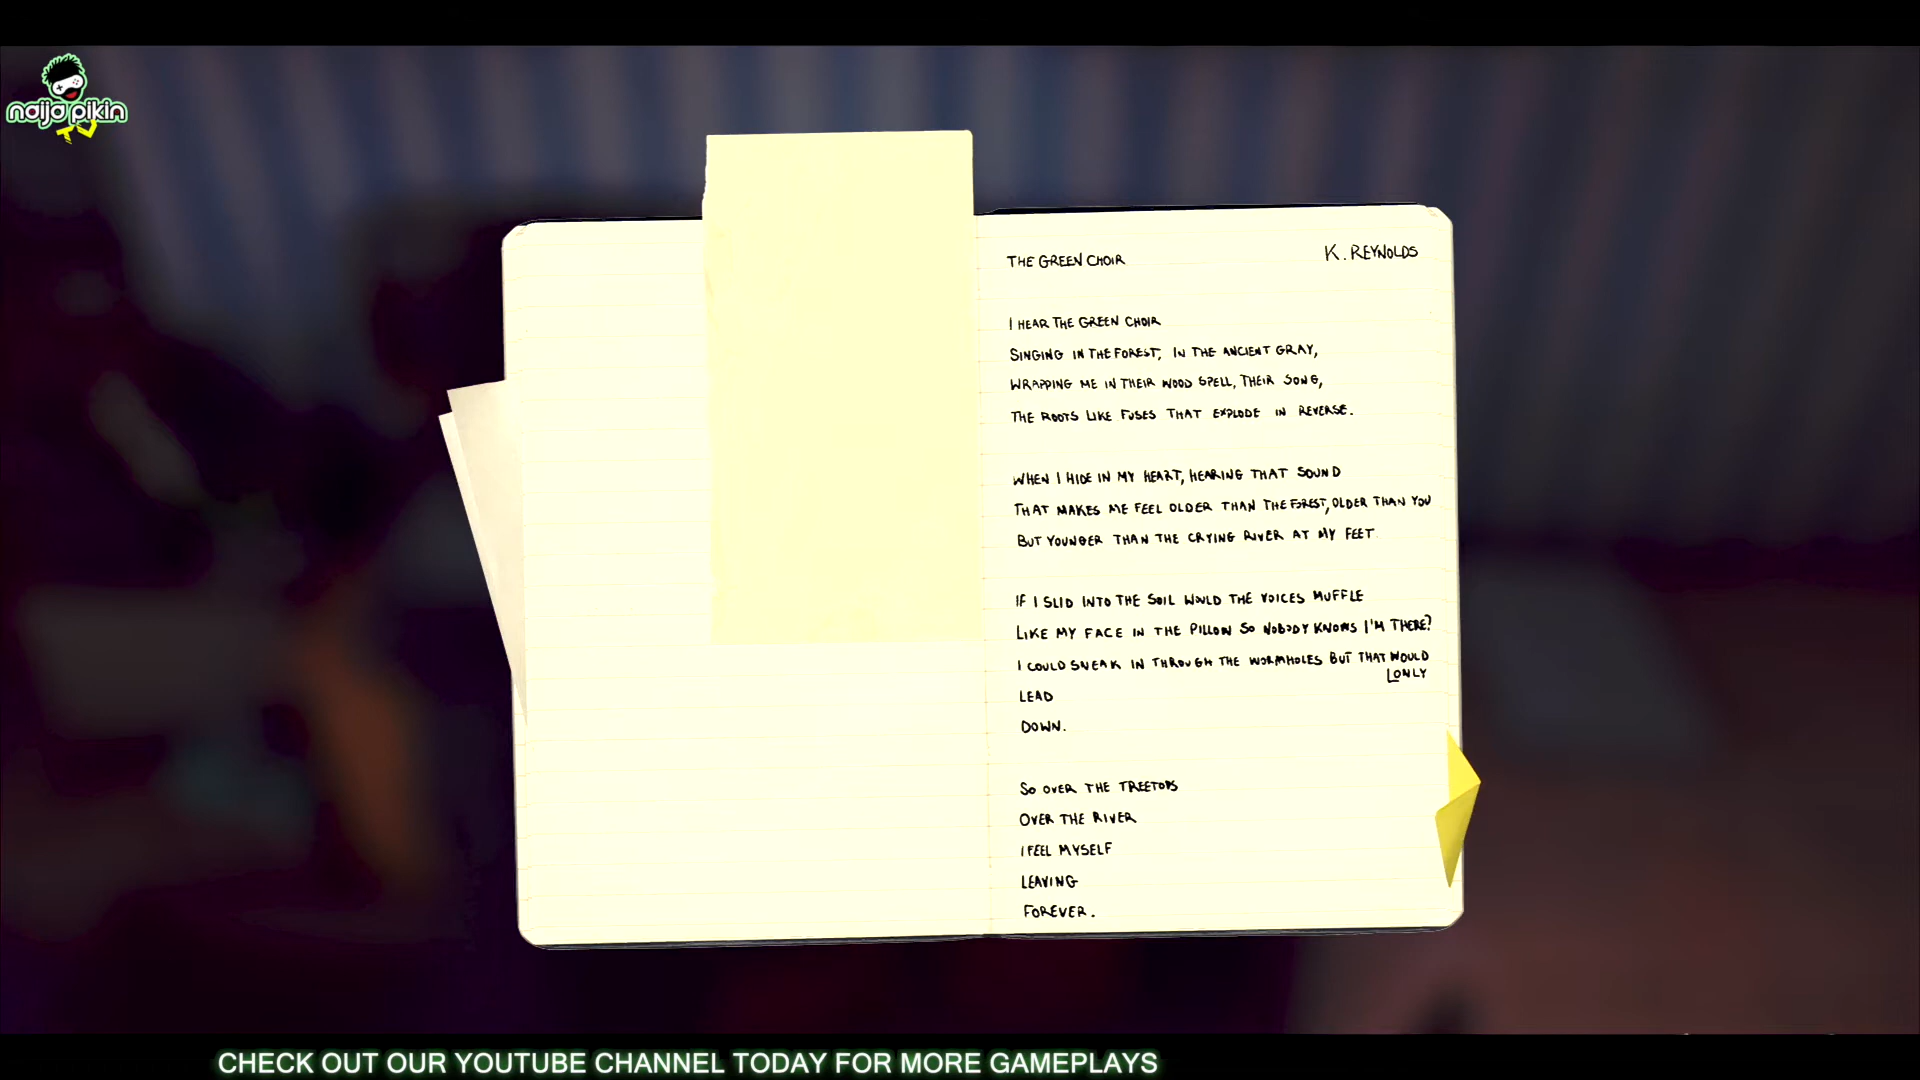 naija pikin
TV
THE GREEN CHOIR
K. REYNOLDS
I HEAR THE GREEN CHOIR
SINGING IN THE FOREST, IN THE ANCIENT GRAY,
WRAPPING ME IN THEIR WOOD SPELL, THEIR SONG,
THE ROOTS LIKE FUSES THAT EXPLODE IN REVERSE.
WHEN I HIDE IN MY HEART, HEARING THAT SOUND
THAT MAKES ME FEEL OLDER THAN THE FOREST, OLDER THAN YOU
BUT YOUNGER THAN THE CRYING RIVER AT MY FEET.
IF I SLID INTO THE SOIL WOULD THE VOICES MUFFLE
LIKE MY FACE IN THE PILLOW SO NOBODY KNOWS I'M THERE?
I COULD SNEAK IN THROUGH THE WORMHOLES BUT THAT WOULD
ONLY
LEAD
DOWN.
SO OVER THE TREETOPS
OVER THE RIVER
I FEEL MYSELF
LEAVING
FOREVER.
CHECK OUT OUR YOUTUBE CHANNEL TODAY FOR MORE GAMEPLAYS